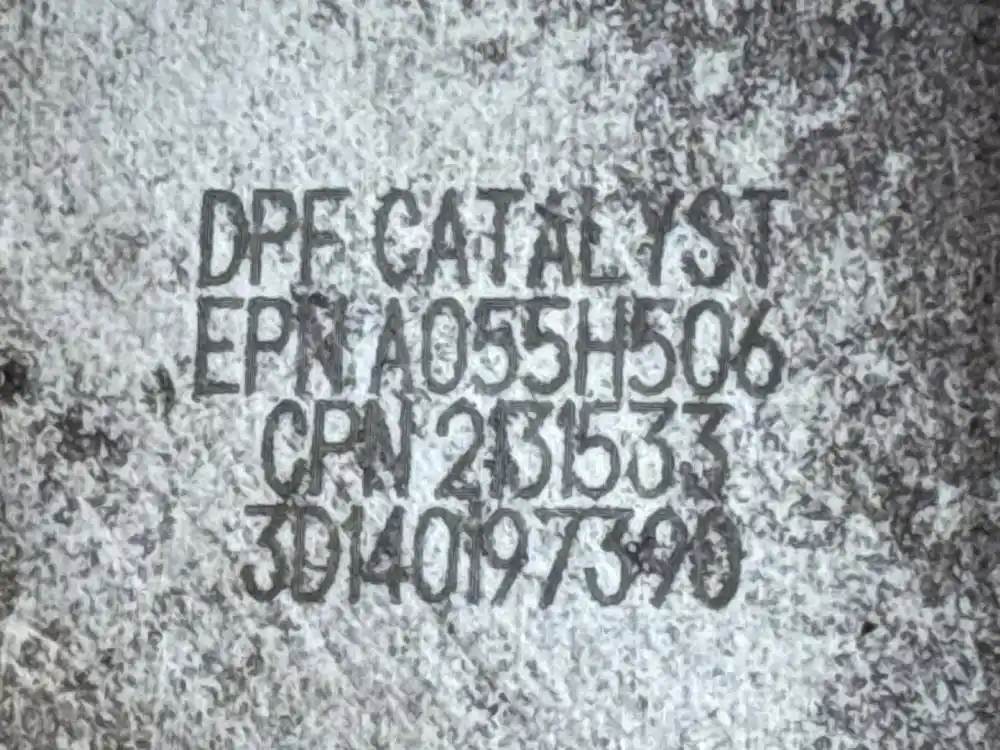 DPF CATALYST
EPN A055H506
CPN 2131533
3D140197390